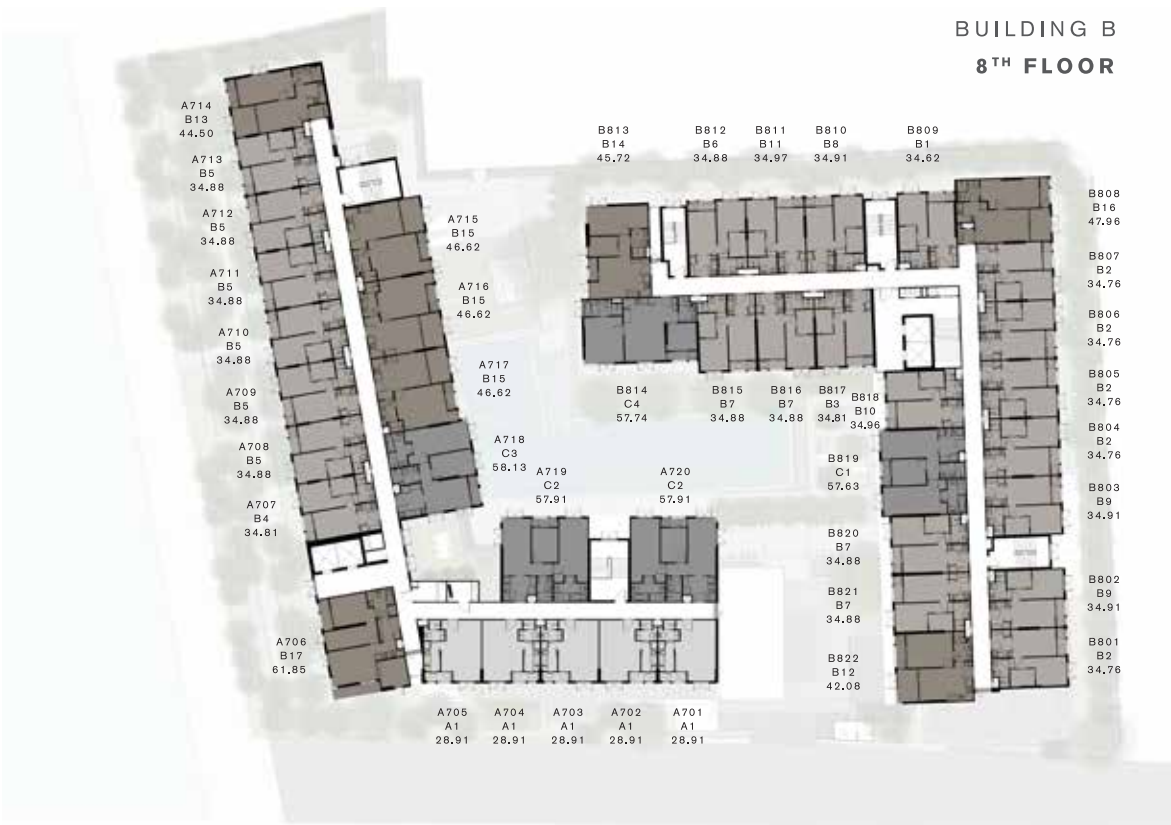 BUILDING B
8TH FLOOR
A714
B13
44.50
A713
B5
34.88
A712
B5
34.88
A711
B5
34.88
A710
B5
34.88
A709
B5
34.88
A708
B5
34.88
A707
B4
34.81
A706
B17
61.85
A715
B15
46.62
A716
B15
46.62
A717
B15
46.62
A718
C3
58.13
A719
C2
57.91
A720
C2
57.91
A705
A1
28.91
A704
A1
28.91
A703
A1
28.91
A702
A1
28.91
A701
A1
28.91
B813
B14
45.72
B812
B6
34.88
B811
B11
34.97
B810
B8
34.91
B809
B1
34.62
B808
B16
47.96
B807
B2
34.76
B806
B2
34.76
B805
B2
34.76
B804
B2
34.76
B803
B9
34.91
B802
B9
34.91
B801
B2
34.76
B814
C4
57.74
B815
B7
34.88
B816
B7
34.88
B817
B3
34.81
B818
B10
34.96
B819
C1
57.63
B820
B7
34.88
B821
B7
34.88
B822
B12
42.08